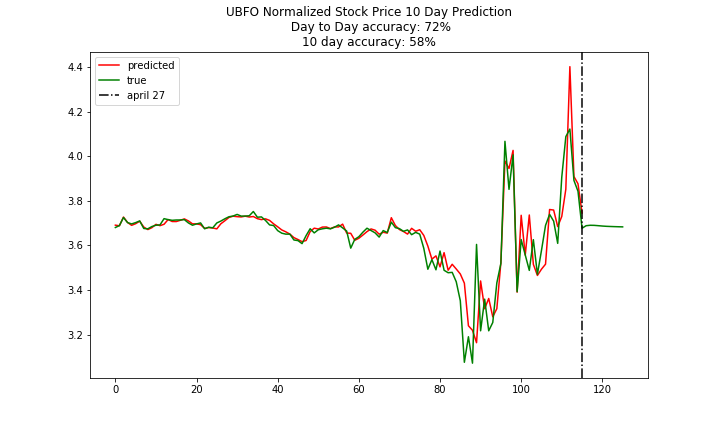 UBFO Normalized Stock Price 10 Day Prediction
Day to Day accuracy: 72%
10 day accuracy: 58%
predicted
true
april 27
4.4
4.2
4.0
3.8
3.6
3.4
3.2
0 20 40 60 80 100 120